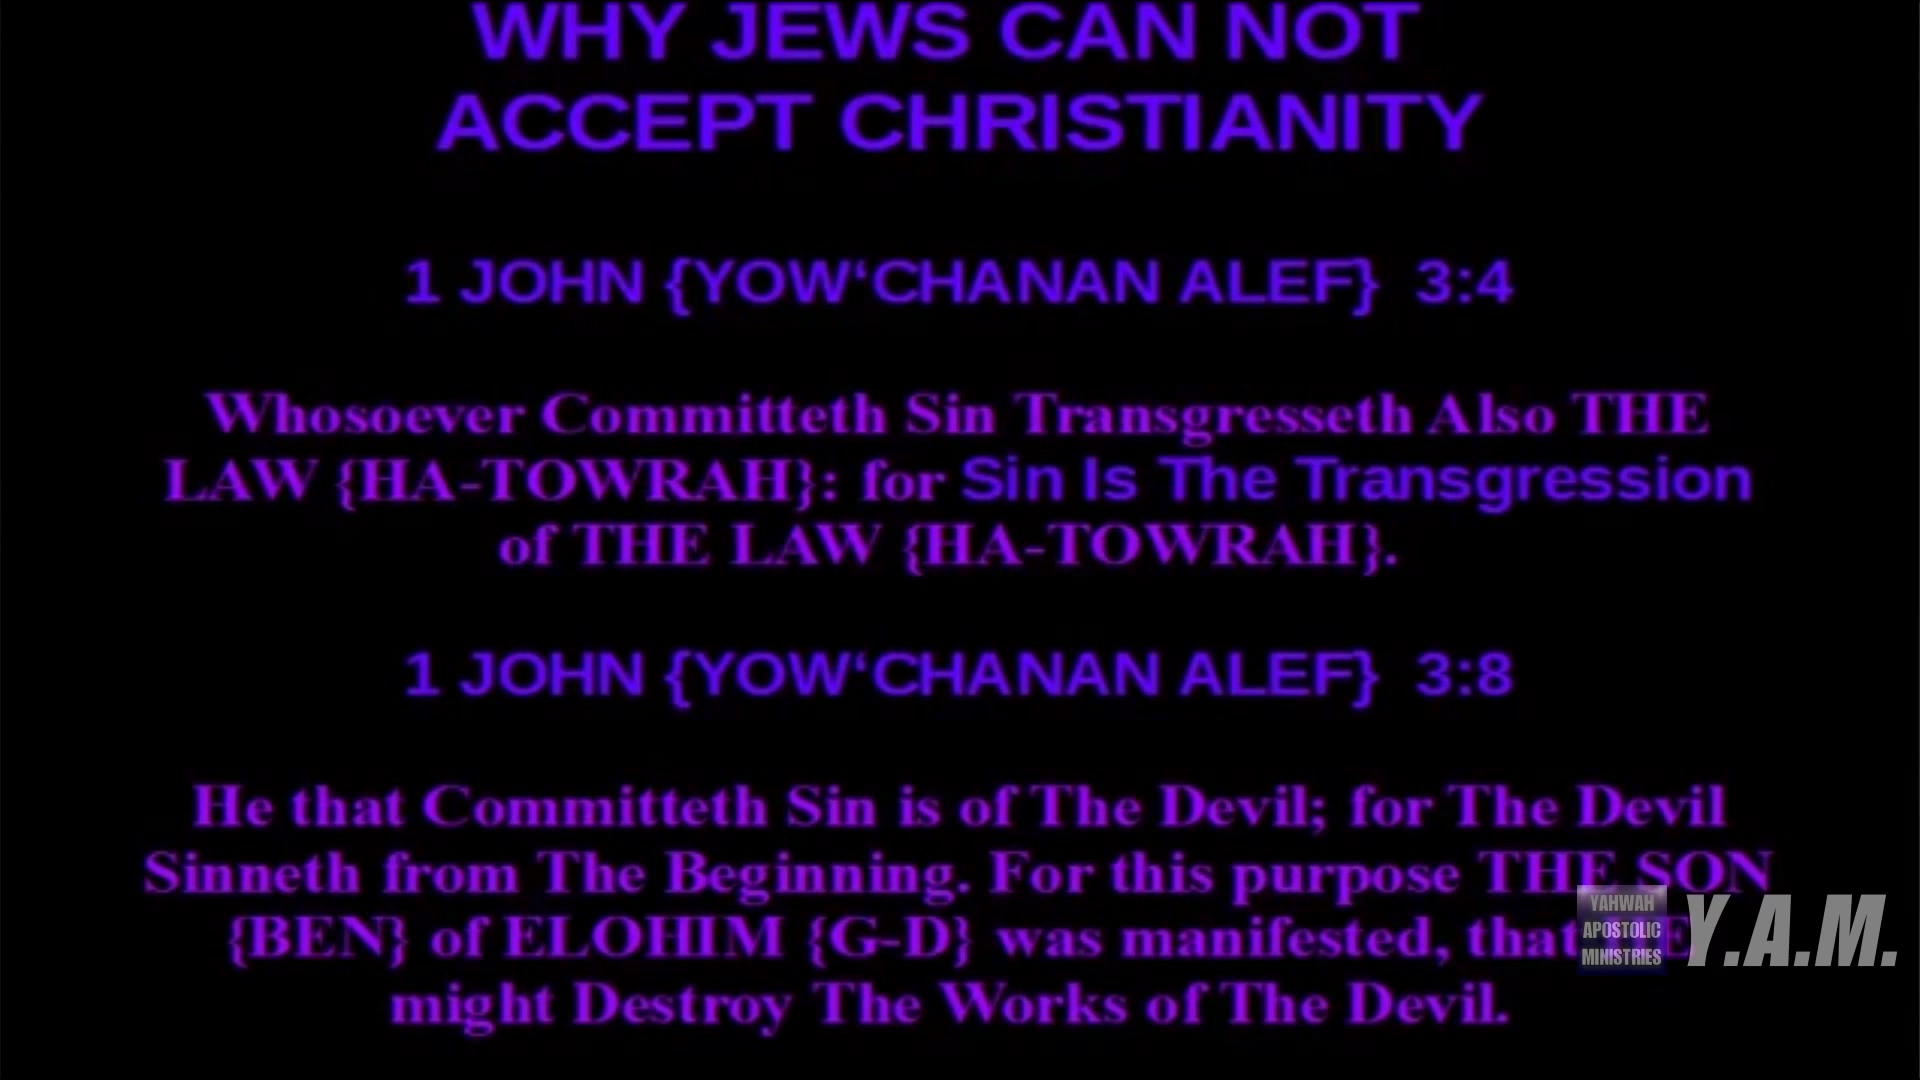 WHY JEWS CAN NOT
ACCEPT CHRISTIANITY
1 JOHN {YOW‘CHANAN ALEF} 3:4
Whosoever Committeth Sin Transgresseth Also THE
LAW {HA-TOWRAH}: for Sin Is The Transgression
of THE LAW {HA-TOWRAH}.
1 JOHN {YOW‘CHANAN ALEF} 3:8
He that Committeth Sin is of The Devil; for The Devil
Sinneth from The Beginning. For this purpose THE SON
{BEN} of ELOHIM {G-D} was manifested, that HE
might Destroy The Works of The Devil.
YAHWAH
APOSTOLIC
MINISTRIES
Y.A.M.